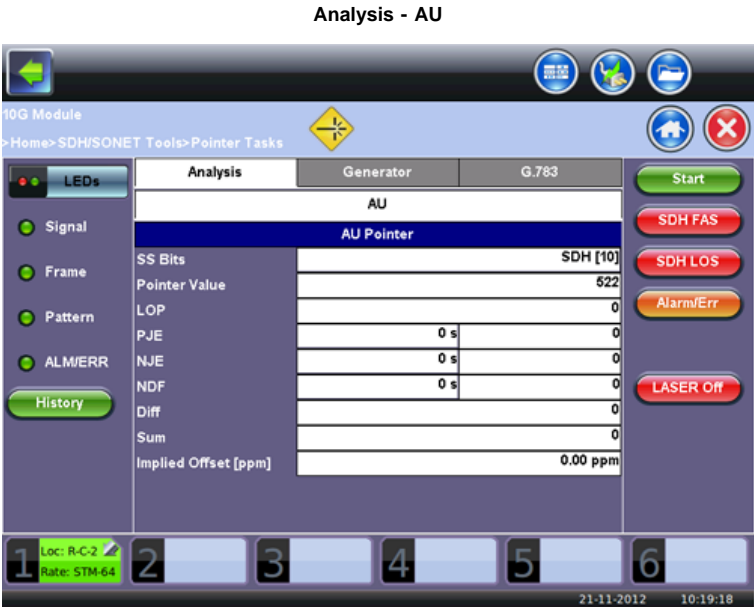 Analysis - AU
10G Module
>Home>SDH/SONET Tools>Pointer Tasks
LEDs
Signal
Frame
Pattern
ALM/ERR
History
Analysis Generator G.783
AU
AU Pointer
SS Bits SDH [10]
Pointer Value 522
LOP 0
PJE 0 s 0
NJE 0 s 0
NDF 0 s 0
Diff 0
Sum 0
Implied Offset [ppm] 0.00 ppm
Start
SDH FAS
SDH LOS
Alarm/Err
LASER Off
1 Loc: R-C-2
Rate: STM-64
2 3 4 5 6
21-11-2012 10:19:18